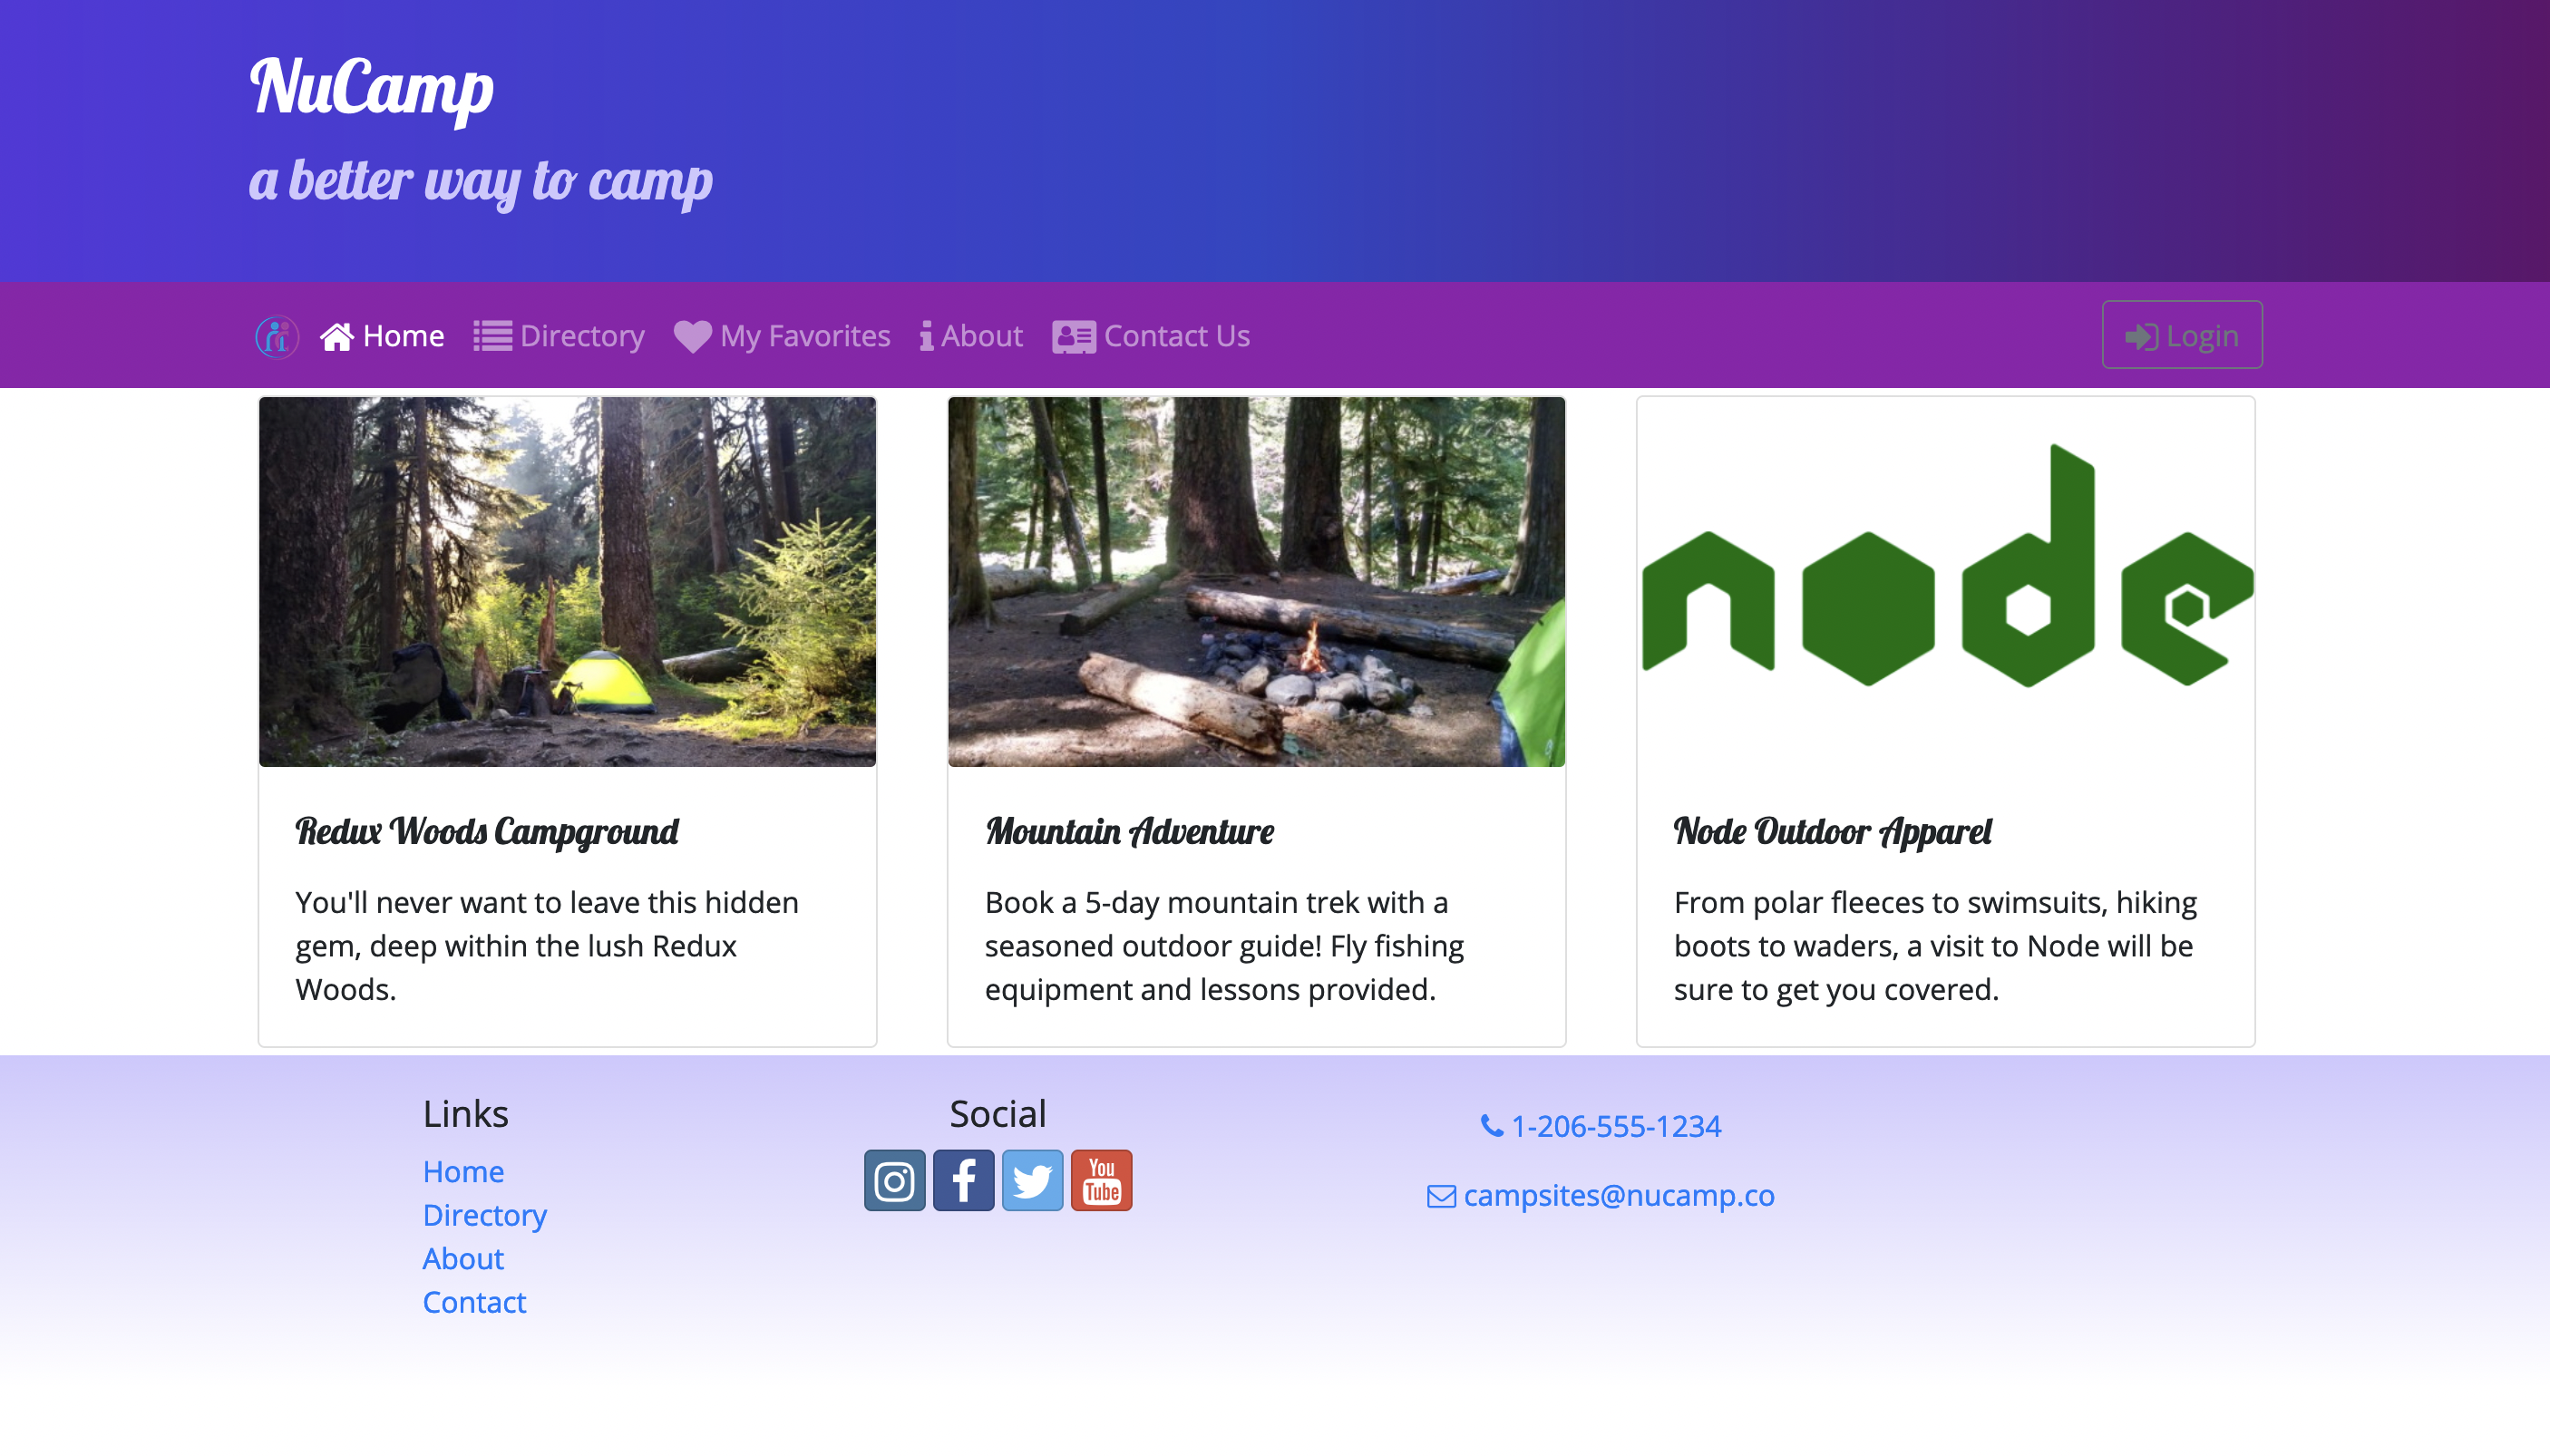 NuCamp
a better way to camp
Home Directory My Favorites About Contact Us Login
node
Redux Woods Campground
You'll never want to leave this hidden
gem, deep within the lush Redux
Woods.
Mountain Adventure
Book a 5-day mountain trek with a
seasoned outdoor guide! Fly fishing
equipment and lessons provided.
Node Outdoor Apparel
From polar fleeces to swimsuits, hiking
boots to waders, a visit to Node will be
sure to get you covered.
Links
Home
Directory
About
Contact
Social
You
Tube
1-206-555-1234
campsites@nucamp.co